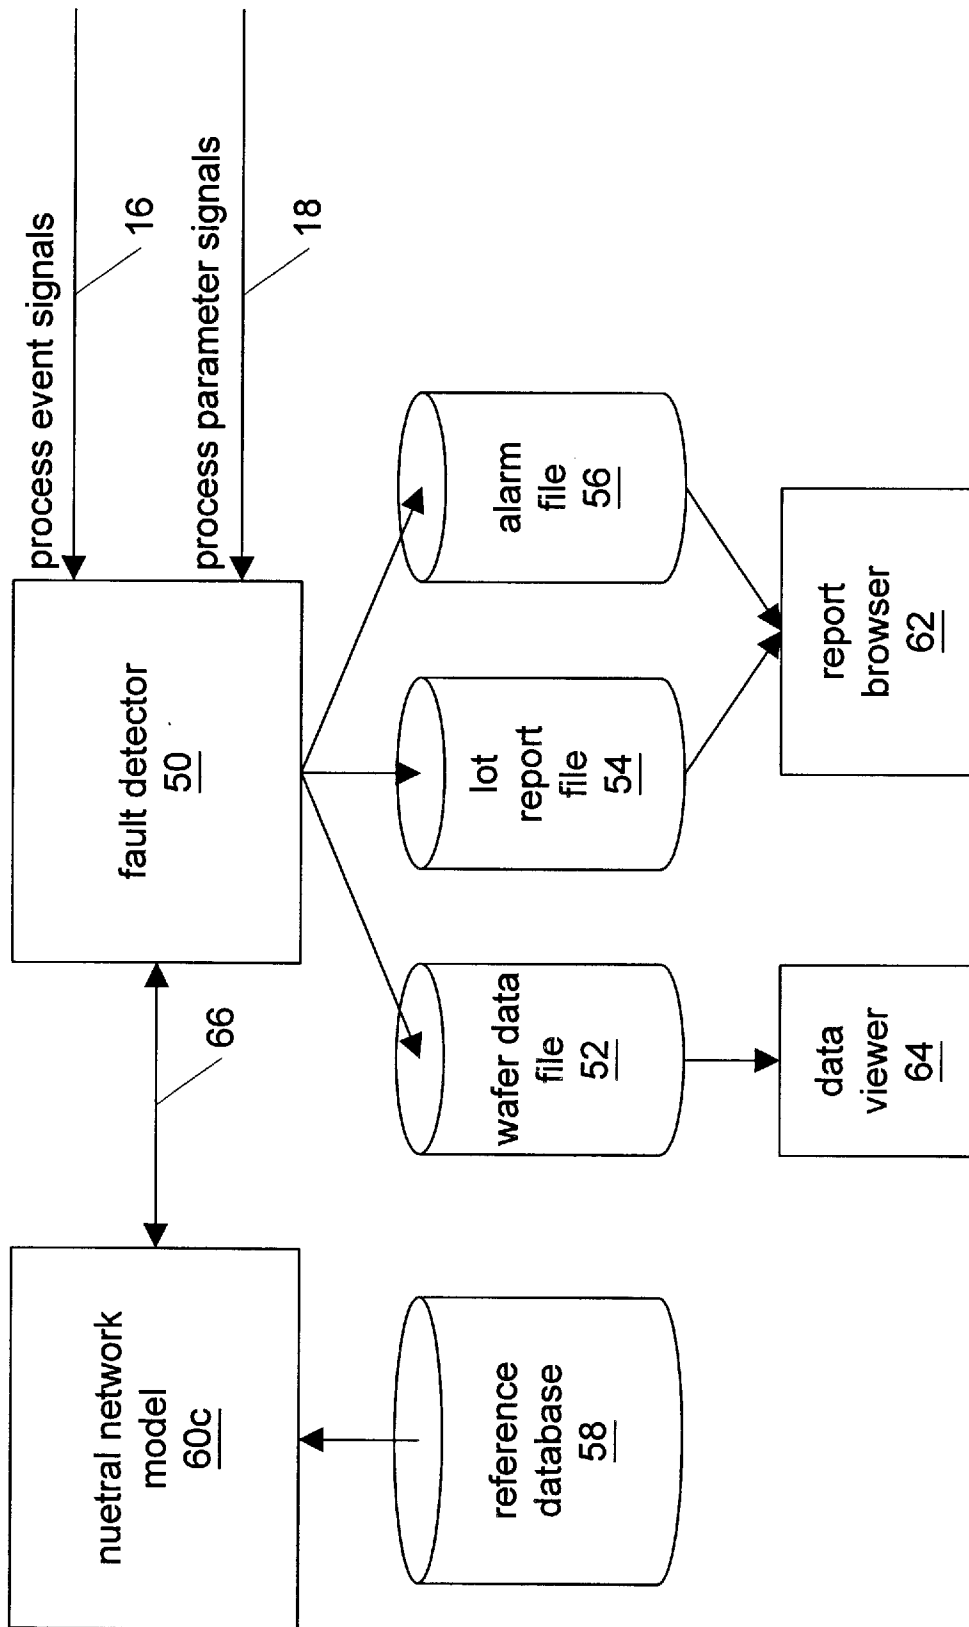 process event signals
16
process parameter signals
18
nuetral network
model
60c
66
fault detector
50
reference
database
58
wafer data
file
52
lot
report
file
54
alarm
file
56
data
viewer
64
report
browser
62